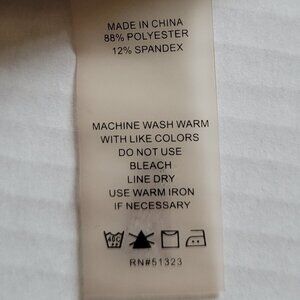 MADE IN CHINA
88% POLYESTER
12% SPANDEX
MACHINE WASH WARM
WITH LIKE COLORS
DO NOT USE
BLEACH
LINE DRY
USE WARM IRON
IF NECESSARY
RN#51323